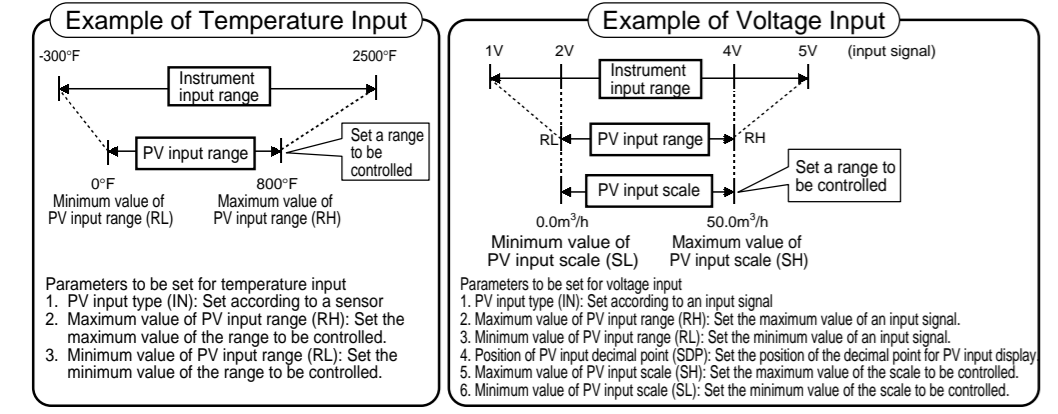 Example of Temperature Input
-300°F 2500°F
Instrument
input range
PV input range
Set a range
to be
controlled
0°F 800°F
Minimum value of Maximum value of
PV input range (RL) PV input range (RH)
Parameters to be set for temperature input
1. PV input type (IN): Set according to a sensor
2. Maximum value of PV input range (RH): Set the
maximum value of the range to be controlled.
3. Minimum value of PV input range (RL): Set the
minimum value of the range to be controlled.
Example of Voltage Input
1V 2V 4V 5V (input signal)
Instrument
input range
RL PV input range RH
PV input scale
Set a range to
be controlled
0.0m³/h 50.0m³/h
Minimum value of Maximum value of
PV input scale (SL) PV input scale (SH)
Parameters to be set for voltage input
1. PV input type (IN): Set according to an input signal
2. Maximum value of PV input range (RH): Set the maximum value of an input signal.
3. Minimum value of PV input range (RL): Set the minimum value of an input signal.
4. Position of PV input decimal point (SDP): Set the position of the decimal point for PV input display.
5. Maximum value of PV input scale (SH): Set the maximum value of the scale to be controlled.
6. Minimum value of PV input scale (SL): Set the minimum value of the scale to be controlled.